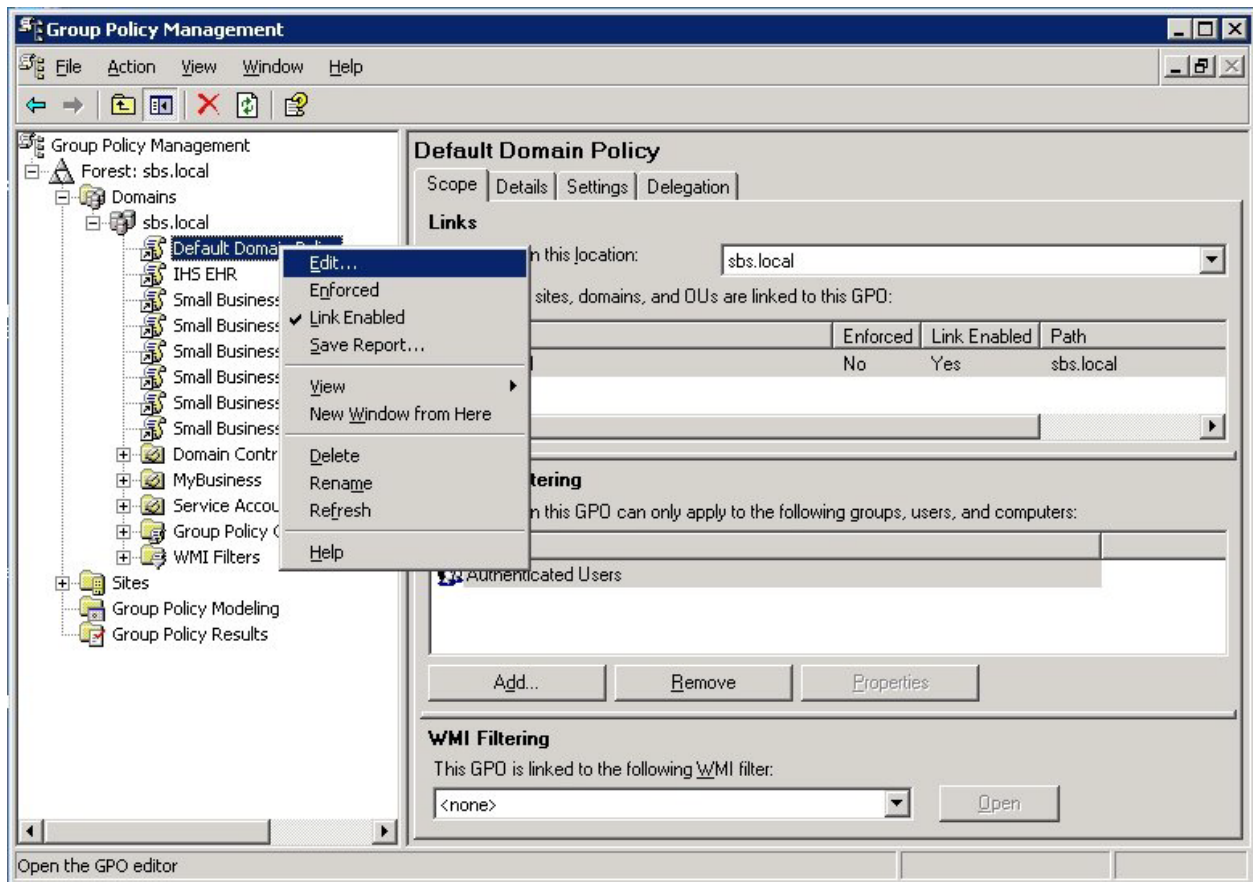 Group Policy Management
File Action View Window Help
Group Policy Management
Forest: sbs.local
Domains
sbs.local
Default Domain
IHS EHR
Small Business
Small Business
Small Business
Small Business
Small Business
Small Business
Domain Contr
MyBusiness
Service Accou
Group Policy
WMI Filters
Sites
Group Policy Modeling
Group Policy Results
Edit...
Enforced
Link Enabled
Save Report...
View
New Window from Here
Delete
Rename
Refresh
Help
Default Domain Policy
Scope Details Settings Delegation
Links
n this location: sbs.local
sites, domains, and OUs are linked to this GPO:
Enforced Link Enabled Path
No Yes sbs.local
tering
n this GPO can only apply to the following groups, users, and computers:
Authenticated Users
Add... Remove Properties
WMI Filtering
This GPO is linked to the following WMI filter:
<none> Open
Open the GPO editor